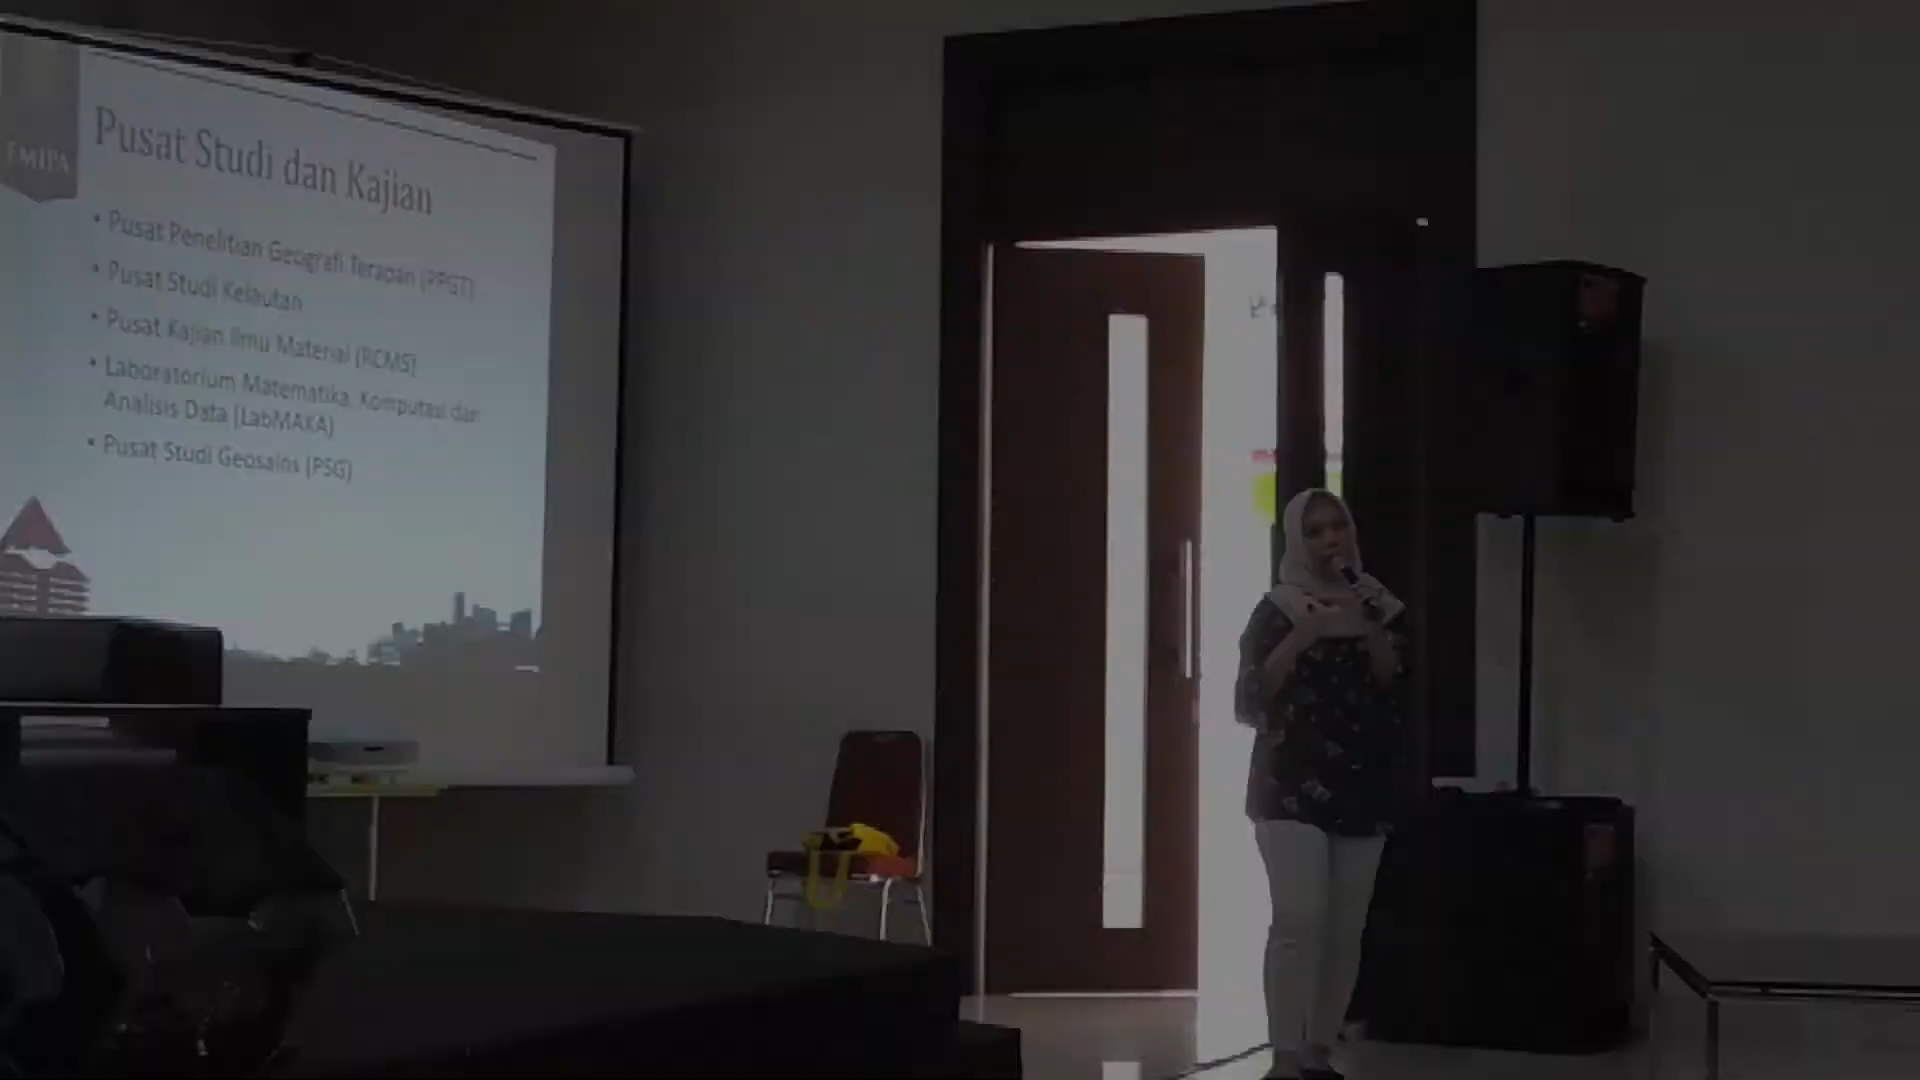 FMIPA
Pusat Studi dan Kajian
• Pusat Penelitian Geografi Terapan (PPGT)
• Pusat Studi Kelautan
• Pusat Kajian Ilmu Material (RCMS)
• Laboratorium Matematika, Komputasi dan
Analisis Data (LabMAKA)
• Pusat Studi Geosains (PSG)